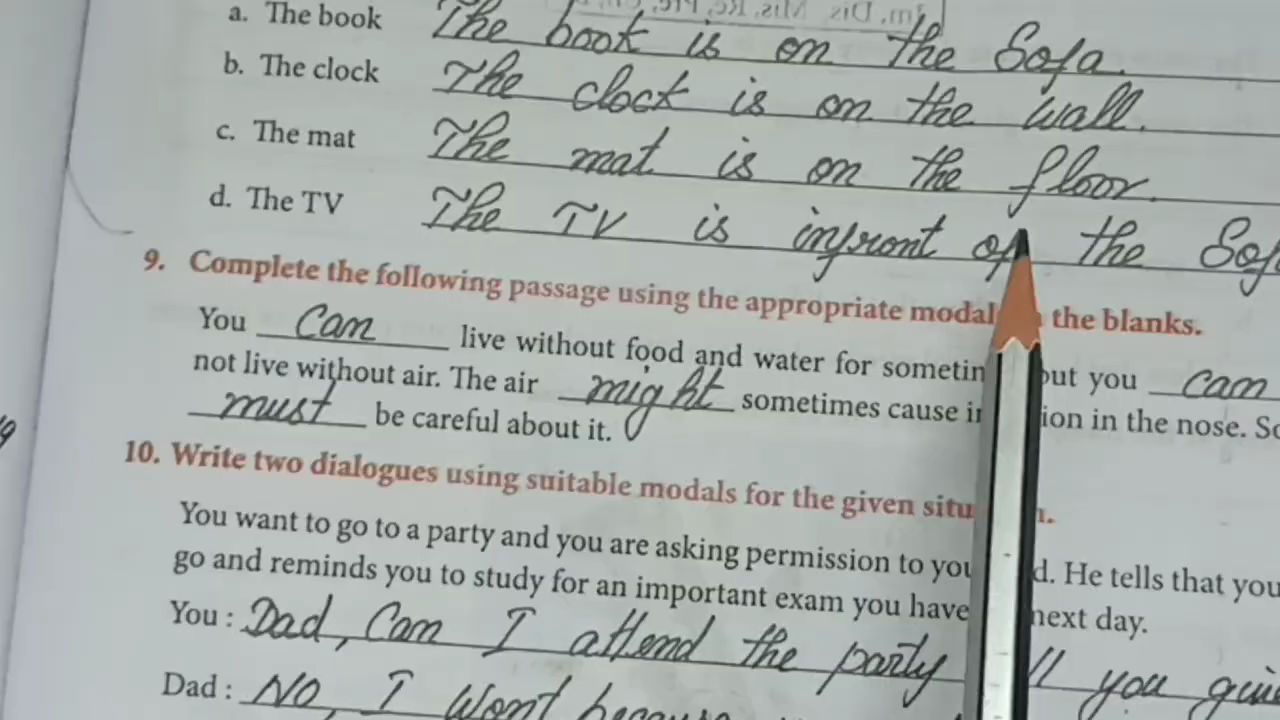 a. The book The book is on the Sofa.
b. The clock The clock is on the wall.
c. The mat The mat is on the floor.
d. The TV The TV is infront of the
9. Complete the following passage using the appropriate modal the blanks.
You can live without food and water for but you can
not live without air. The air might sometimes cause in the nose.
must be careful about it.
10. Write two dialogues using suitable modals for the given
You want to go to a party and you are asking permission to He tells that you
go and reminds you to study for an important exam you have next day.
You : Dad, Can I attend the party you
Dad : No, I Wont because